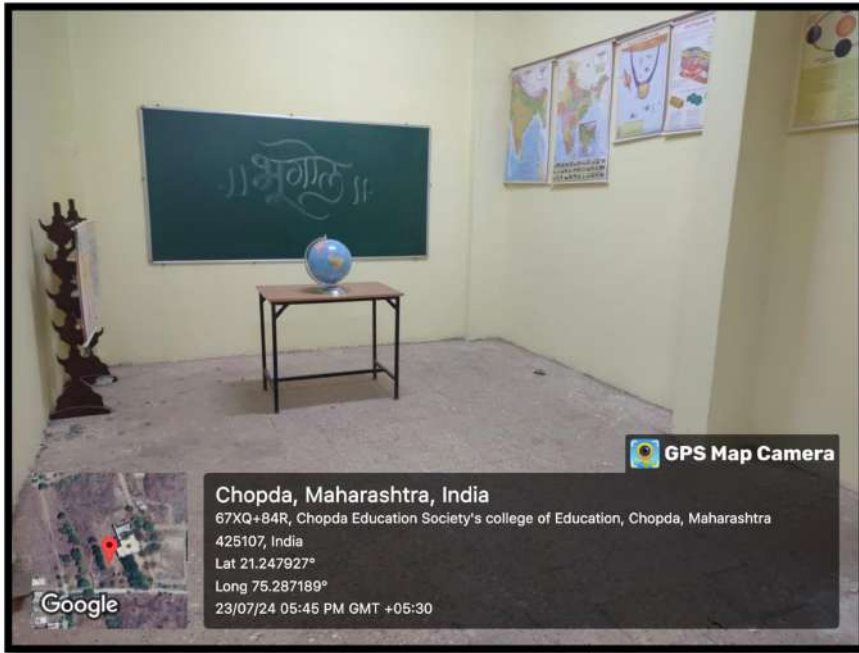 ॥भूगोल॥
GPS Map Camera
Chopda, Maharashtra, India
67XQ+84R, Chopda Education Society's college of Education, Chopda, Maharashtra
425107, India
Lat 21.247927°
Long 75.287189°
23/07/24 05:45 PM GMT +05:30
Google